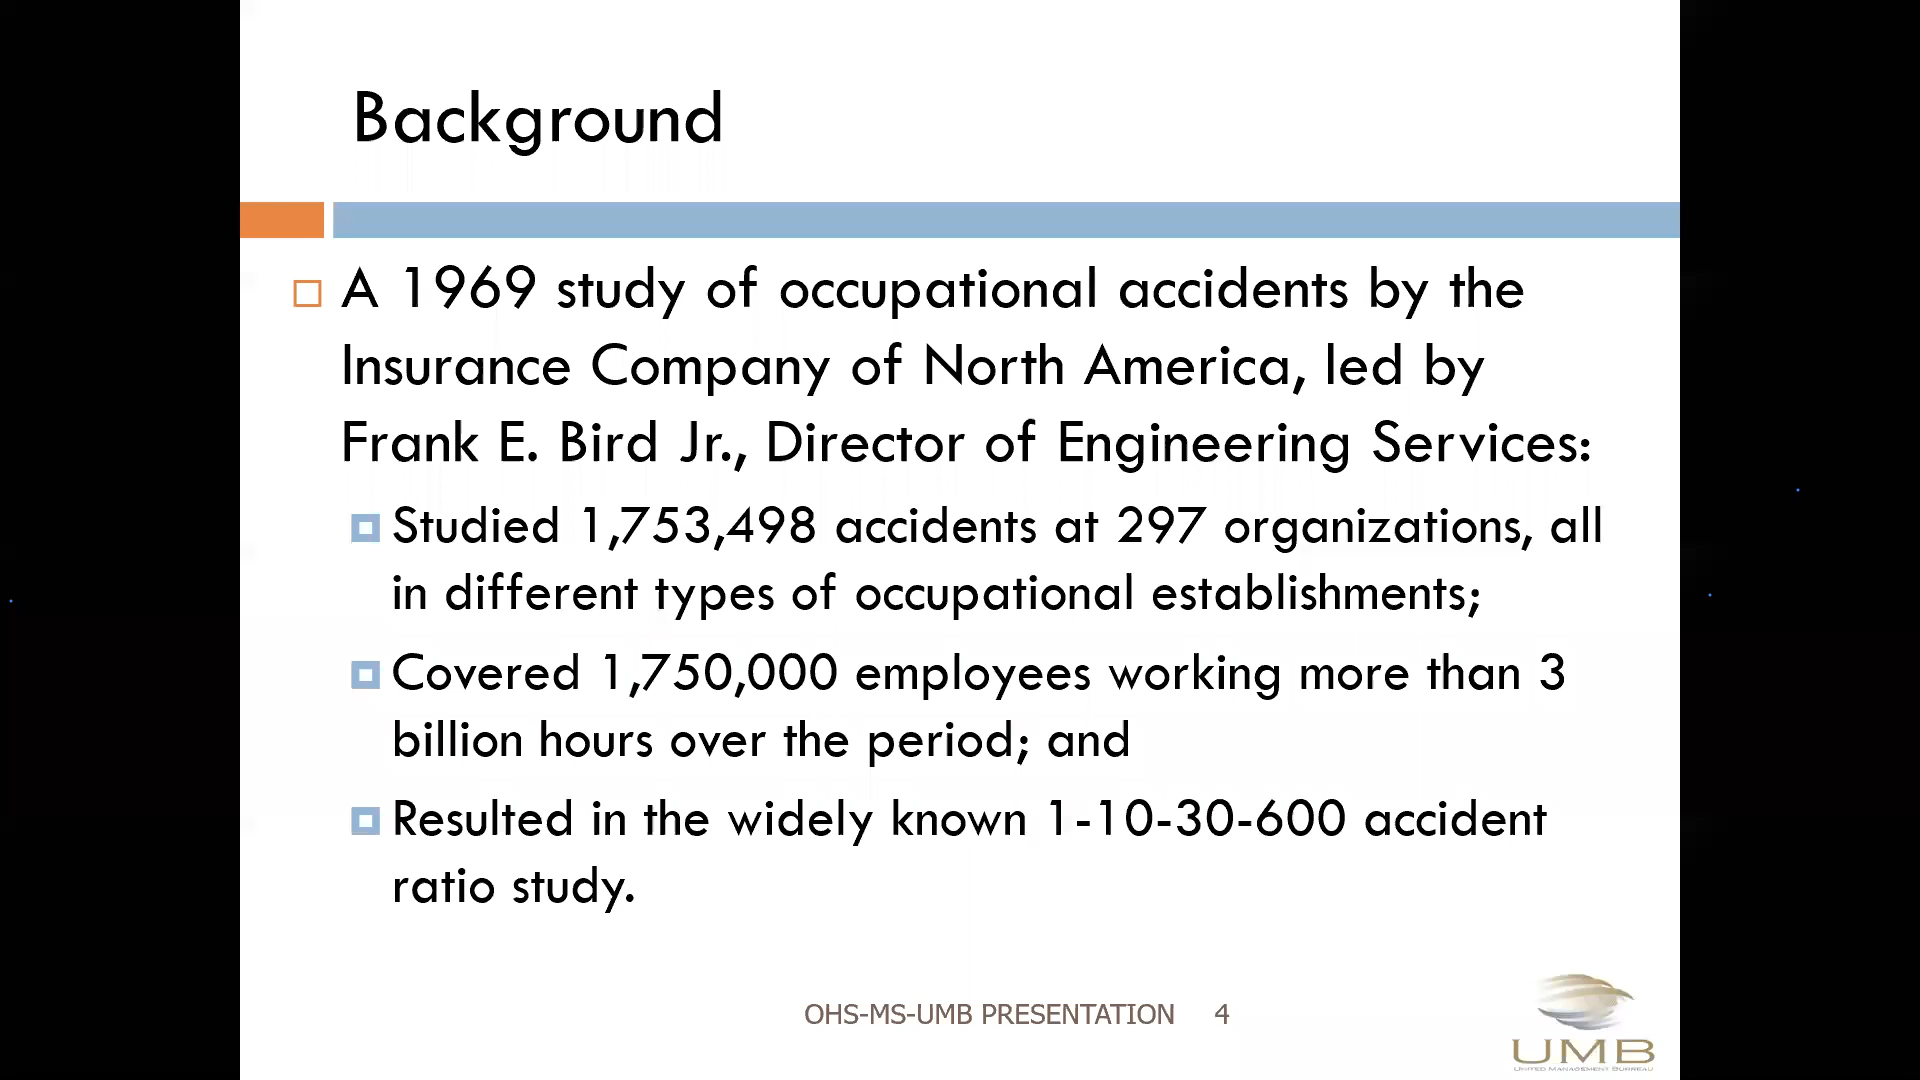 Background
A 1969 study of occupational accidents by the
Insurance Company of North America, led by
Frank E. Bird Jr., Director of Engineering Services:
Studied 1,753,498 accidents at 297 organizations, all
in different types of occupational establishments;
Covered 1,750,000 employees working more than 3
billion hours over the period; and
Resulted in the widely known 1-10-30-600 accident
ratio study.
OHS-MS-UMB PRESENTATION 4
UMB